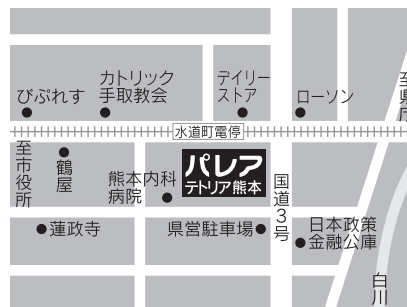 びぷれす
カトリック
手取教会
デイリー
ストア
ローソン
至県庁
水道町電停
至市役所
鶴屋
熊本内科
病院
パレア
テトリア熊本
国道3号
蓮政寺
県営駐車場
日本政策
金融公庫
白川